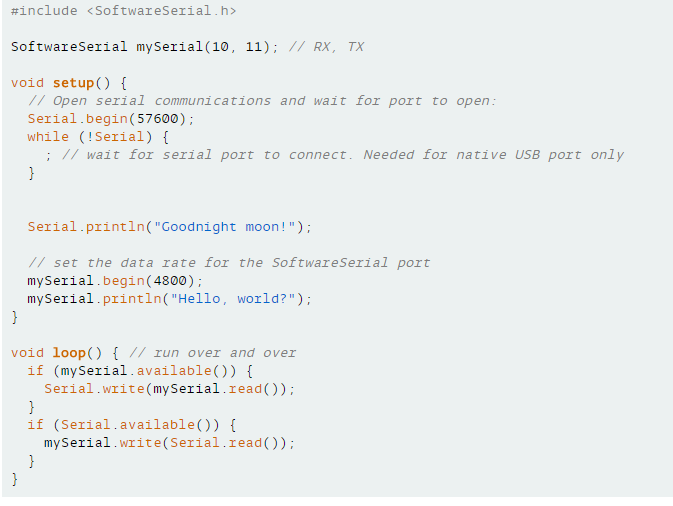 #include <SoftwareSerial.h>

SoftwareSerial mySerial(10, 11); // RX, TX

void setup() {
  // Open serial communications and wait for port to open:
  Serial.begin(57600);
  while (!Serial) {
    ; // wait for serial port to connect. Needed for native USB port only
  }


  Serial.println("Goodnight moon!");

  // set the data rate for the SoftwareSerial port
  mySerial.begin(4800);
  mySerial.println("Hello, world?");
}

void loop() { // run over and over
  if (mySerial.available()) {
    Serial.write(mySerial.read());
  }
  if (Serial.available()) {
    mySerial.write(Serial.read());
  }
}